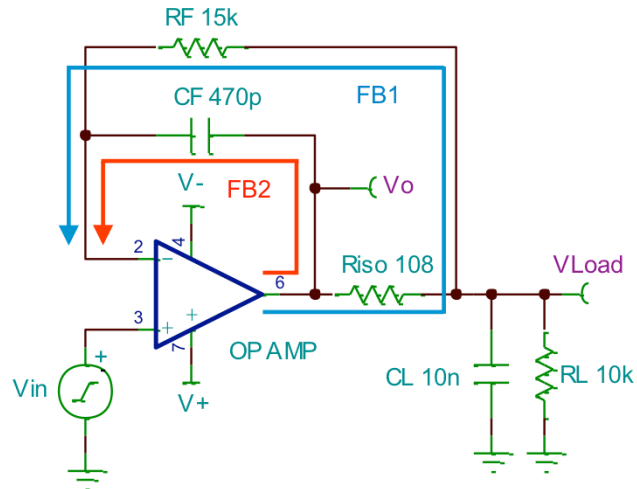 RF 15k
CF 470p
FB1
FB2
V-
Vo
2
4
6
Riso 108
VLoad
3
7
OP AMP
+
Vin
V+
CL 10n
RL 10k